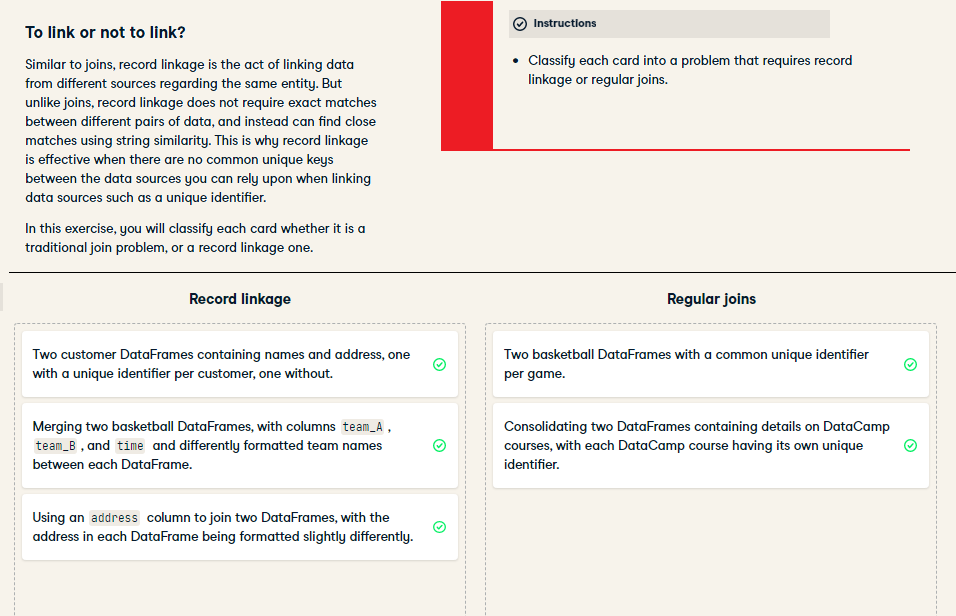 To link or not to link?
Similar to joins, record linkage is the act of linking data
from different sources regarding the same entity. But
unlike joins, record linkage does not require exact matches
between different pairs of data, and instead can find close
matches using string similarity. This is why record linkage
is effective when there are no common unique keys
between the data sources you can rely upon when linking
data sources such as a unique identifier.
In this exercise, you will classify each card whether it is a
traditional join problem, or a record linkage one.
Instructions
• Classify each card into a problem that requires record
linkage or regular joins.
Record linkage
Two customer DataFrames containing names and address, one
with a unique identifier per customer, one without.
Merging two basketball DataFrames, with columns team_A ,
team_B , and time and differently formatted team names
between each DataFrame.
Using an address column to join two DataFrames, with the
address in each DataFrame being formatted slightly differently.
Regular joins
Two basketball DataFrames with a common unique identifier
per game.
Consolidating two DataFrames containing details on DataCamp
courses, with each DataCamp course having its own unique
identifier.